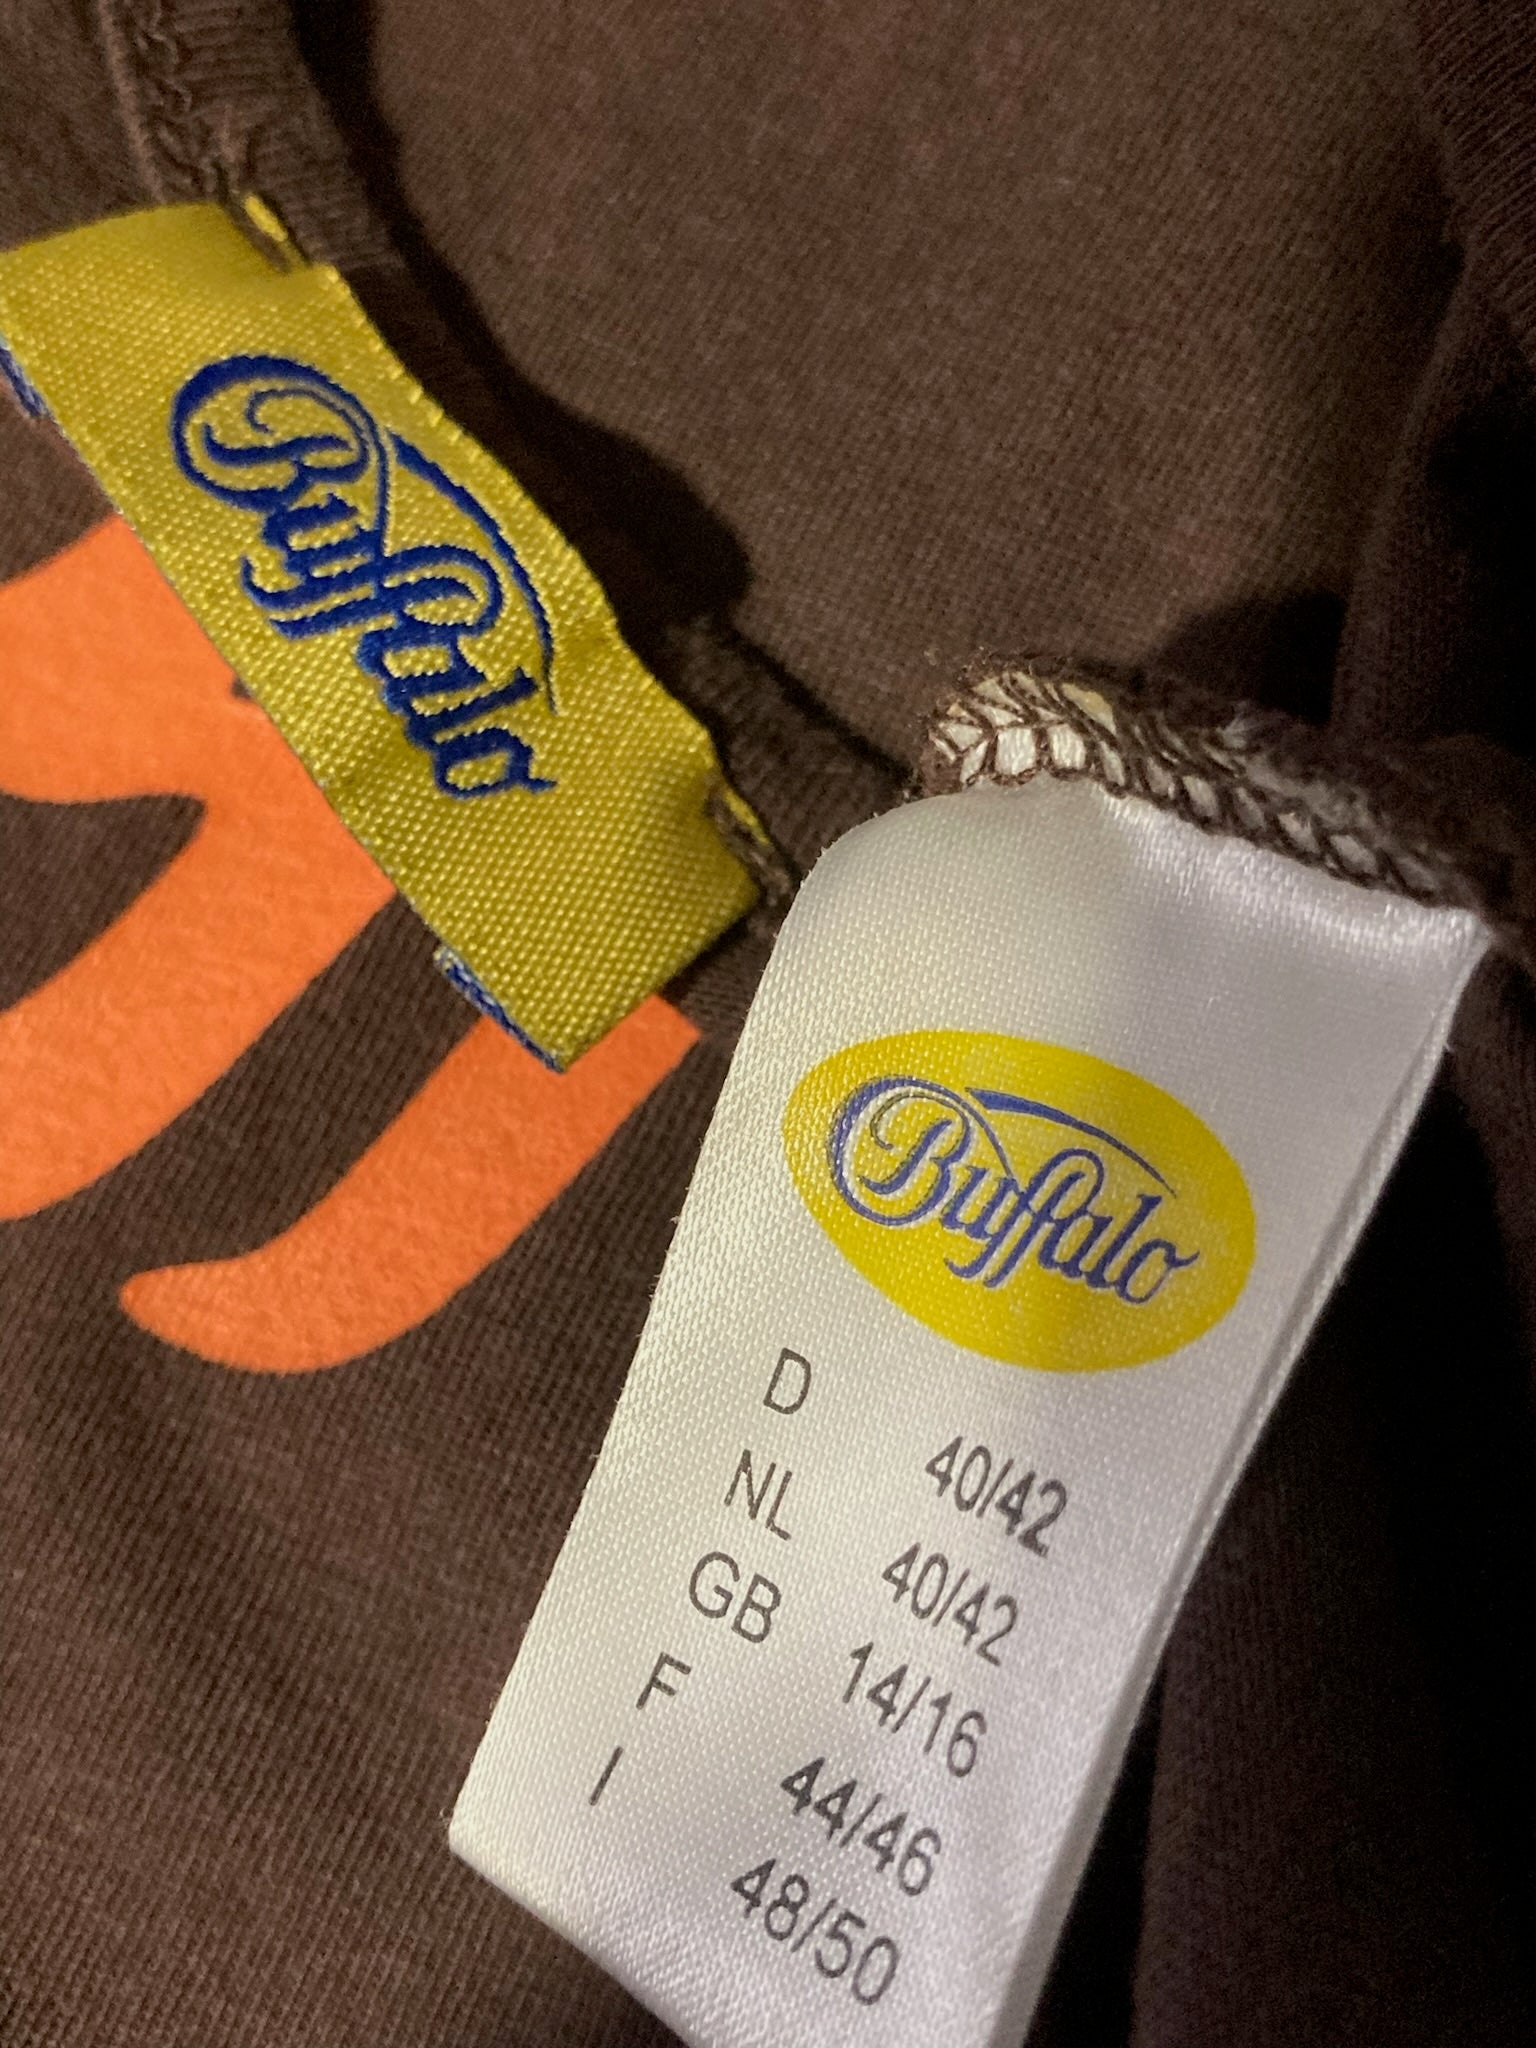 Buffalo
Buffalo
D 40/42
NL 40/42
GB 14/16
F 44/46
I 48/50